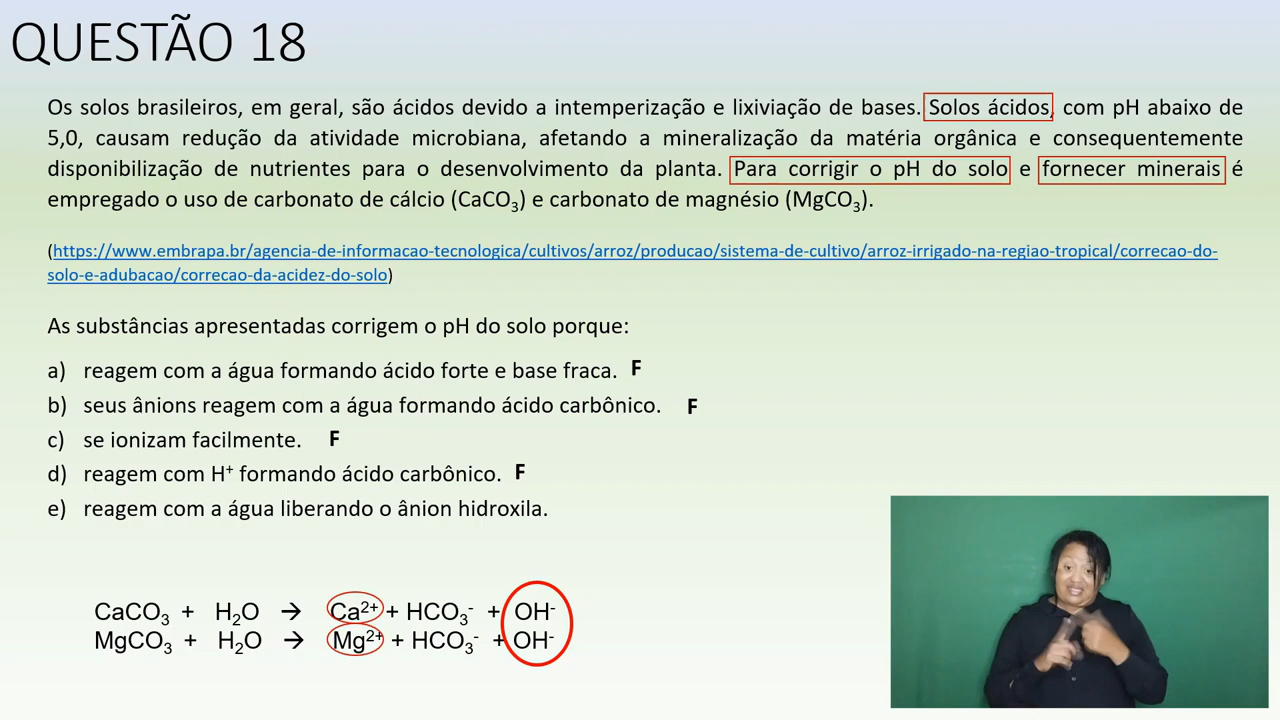 QUESTÃO 18
Os solos brasileiros, em geral, são ácidos devido a intemperização e lixiviação de bases. Solos ácidos, com pH abaixo de
5,0, causam redução da atividade microbiana, afetando a mineralização da matéria orgânica e consequentemente
disponibilização de nutrientes para o desenvolvimento da planta. Para corrigir o pH do solo e fornecer minerais é
empregado o uso de carbonato de cálcio (CaCO₃) e carbonato de magnésio (MgCO₃).
(https://www.embrapa.br/agencia-de-informacao-tecnologica/cultivos/arroz/producao/sistema-de-cultivo/arroz-irrigado-na-regiao-tropical/correcao-do-
solo-e-adubacao/correcao-da-acidez-do-solo)
As substâncias apresentadas corrigem o pH do solo porque:
a) reagem com a água formando ácido forte e base fraca. F
b) seus ânions reagem com a água formando ácido carbônico. F
c) se ionizam facilmente. F
d) reagem com H⁺ formando ácido carbônico. F
e) reagem com a água liberando o ânion hidroxila.
CaCO₃ + H₂O → Ca²⁺ + HCO₃⁻ + OH⁻
MgCO₃ + H₂O → Mg²⁺ + HCO₃⁻ + OH⁻